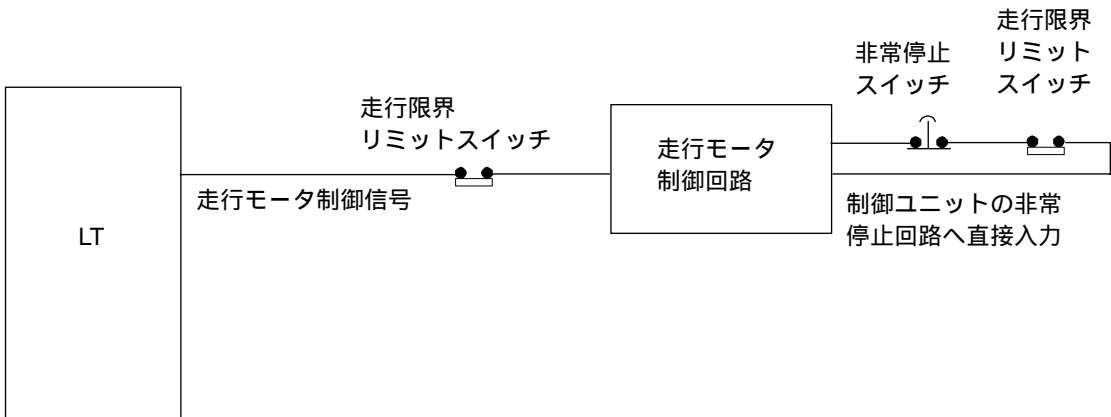 LT
走行モータ制御信号
走行限界
リミットスイッチ
走行モータ
制御回路
非常停止
スイッチ
走行限界
リミット
スイッチ
制御ユニットの非常
停止回路へ直接入力